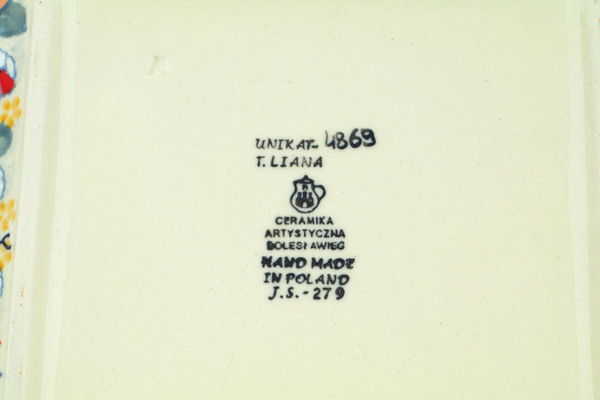 UNIKAT- 4869
T. LIANA
CERAMIKA
ARTYSTYCZNA
BOLESŁAWIEC
HAND MADE
IN POLAND
J.S.-279